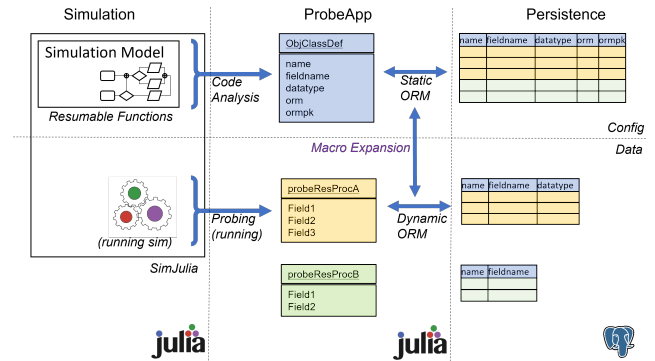 Simulation
ProbeApp
Persistence
Simulation Model
Resumable Functions
Code
Analysis
ObjClassDef
name
fieldname
datatype
orm
ormpk
Static
ORM
name fieldname datatype orm ormpk
Config
Data
Macro Expansion
(running sim)
SimJulia
Probing
(running)
probeResProcA
Field1
Field2
Field3
Dynamic
ORM
name fieldname datatype
probeResProcB
Field1
Field2
name fieldname
julia
julia